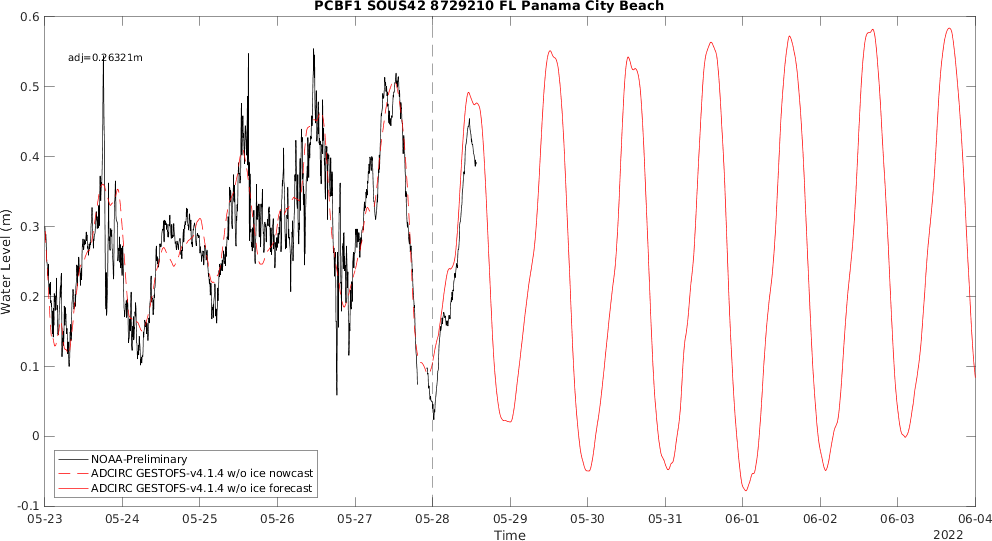 PCBF1 SOUS42 8729210 FL Panama City Beach
adj=0.26321m
Water Level (m)
0.6
0.5
0.4
0.3
0.2
0.1
0
-0.1
NOAA-Preliminary
ADCIRC GESTOFS-v4.1.4 w/o ice nowcast
ADCIRC GESTOFS-v4.1.4 w/o ice forecast
05-23 05-24 05-25 05-26 05-27 05-28 05-29 05-30 05-31 06-01 06-02 06-03 06-04
Time
2022